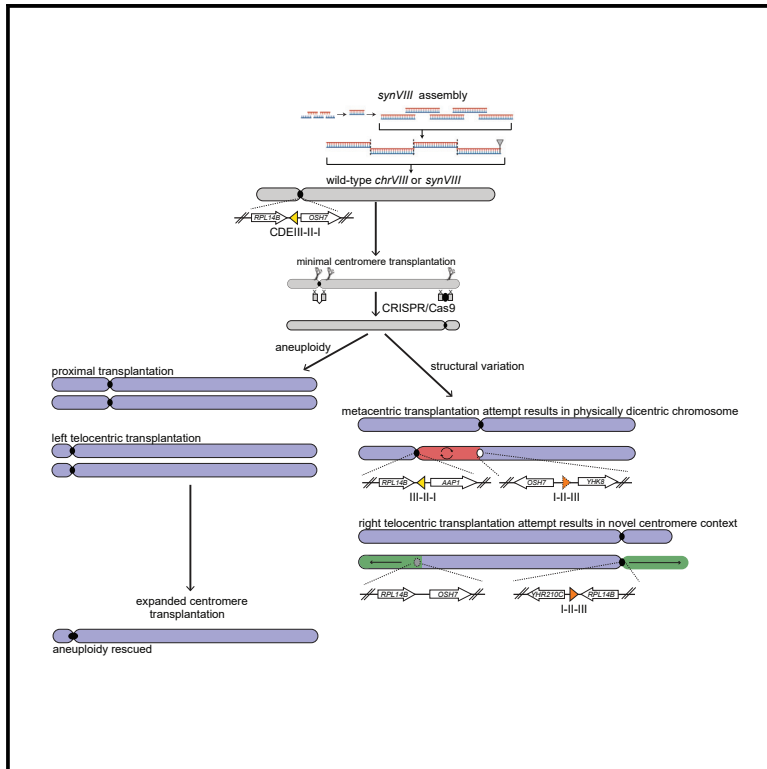 synVIII assembly
wild-type chrVIII or synVIII
RPL14B OSH7
CDEIII-II-I
minimal centromere transplantation
CRISPR/Cas9
aneuploidy
structural variation
proximal transplantation
left telocentric transplantation
expanded centromere
transplantation
aneuploidy rescued
metacentric transplantation attempt results in physically dicentric chromosome
RPL14B AAP1
III-II-I
OSH7 YHK8
I-II-III
right telocentric transplantation attempt results in novel centromere context
RPL14B OSH7
YHR210C RPL14B
I-II-III